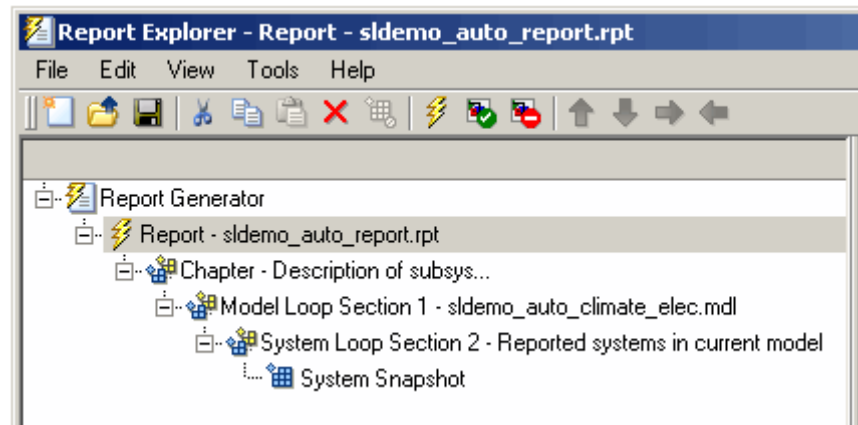 Report Explorer - Report - sldemo_auto_report.rpt
File Edit View Tools Help
Report Generator
Report - sldemo_auto_report.rpt
Chapter - Description of subsys...
Model Loop Section 1 - sldemo_auto_climate_elec.mdl
System Loop Section 2 - Reported systems in current model
System Snapshot